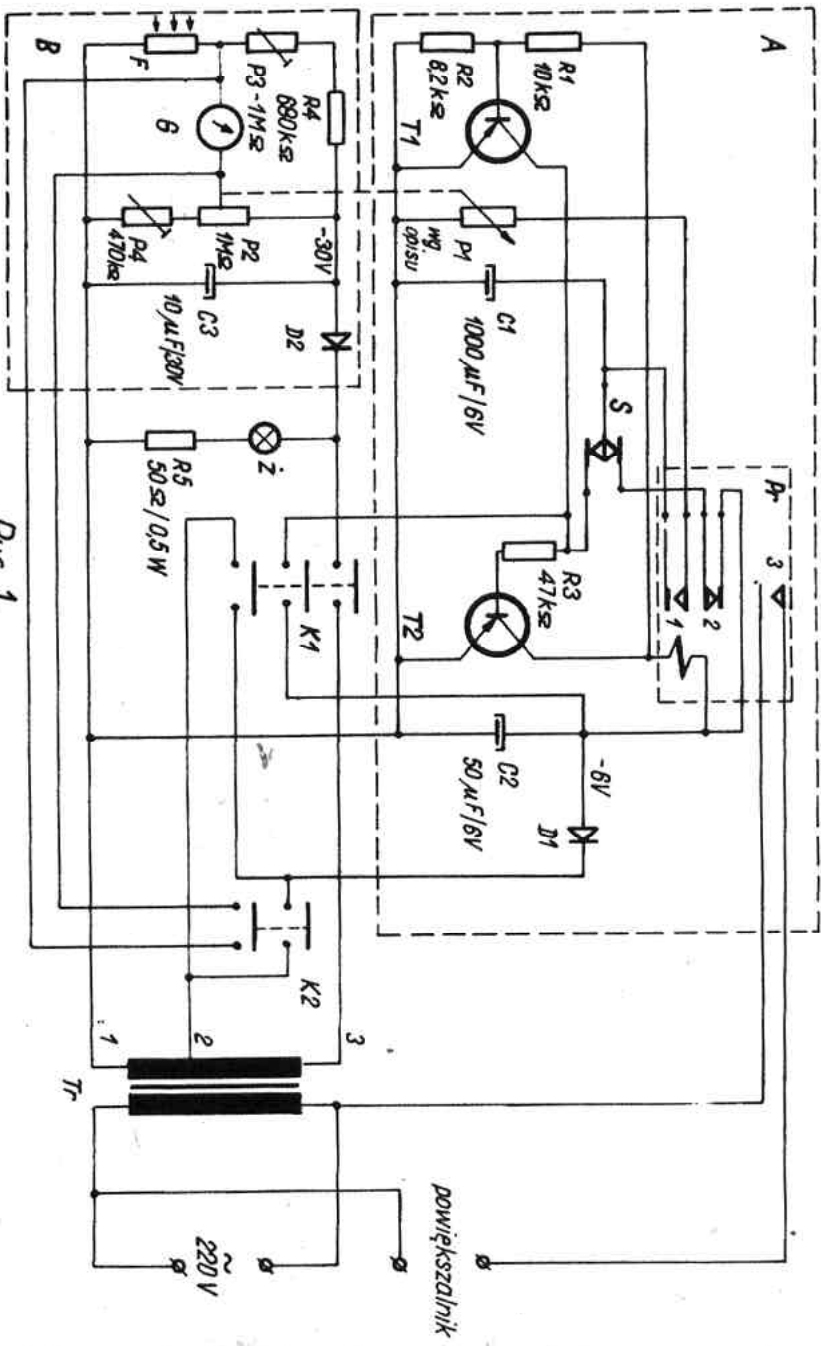 A
R1
10kΩ
R2
8,2kΩ
T1
P1
wg.
opisu
C1
1000µF/6V
S
Pr
3
2
1
R3
47kΩ
T2
C2
50µF/6V
-6V
D1
B
F
R4
680kΩ
P3-1MΩ
G
P2
1MΩ
P4
470kΩ
-30V
C3
10µF/30V
D2
ż
R5
50Ω/0,5W
K1
K2
3
2
1
Tr
powiększalnik
~
220V